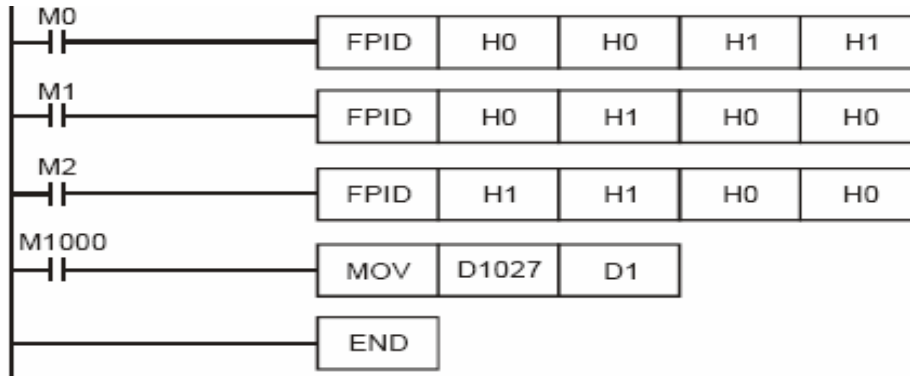 M0
FPID H0 H0 H1 H1
M1
FPID H0 H1 H0 H0
M2
FPID H1 H1 H0 H0
M1000
MOV D1027 D1
END